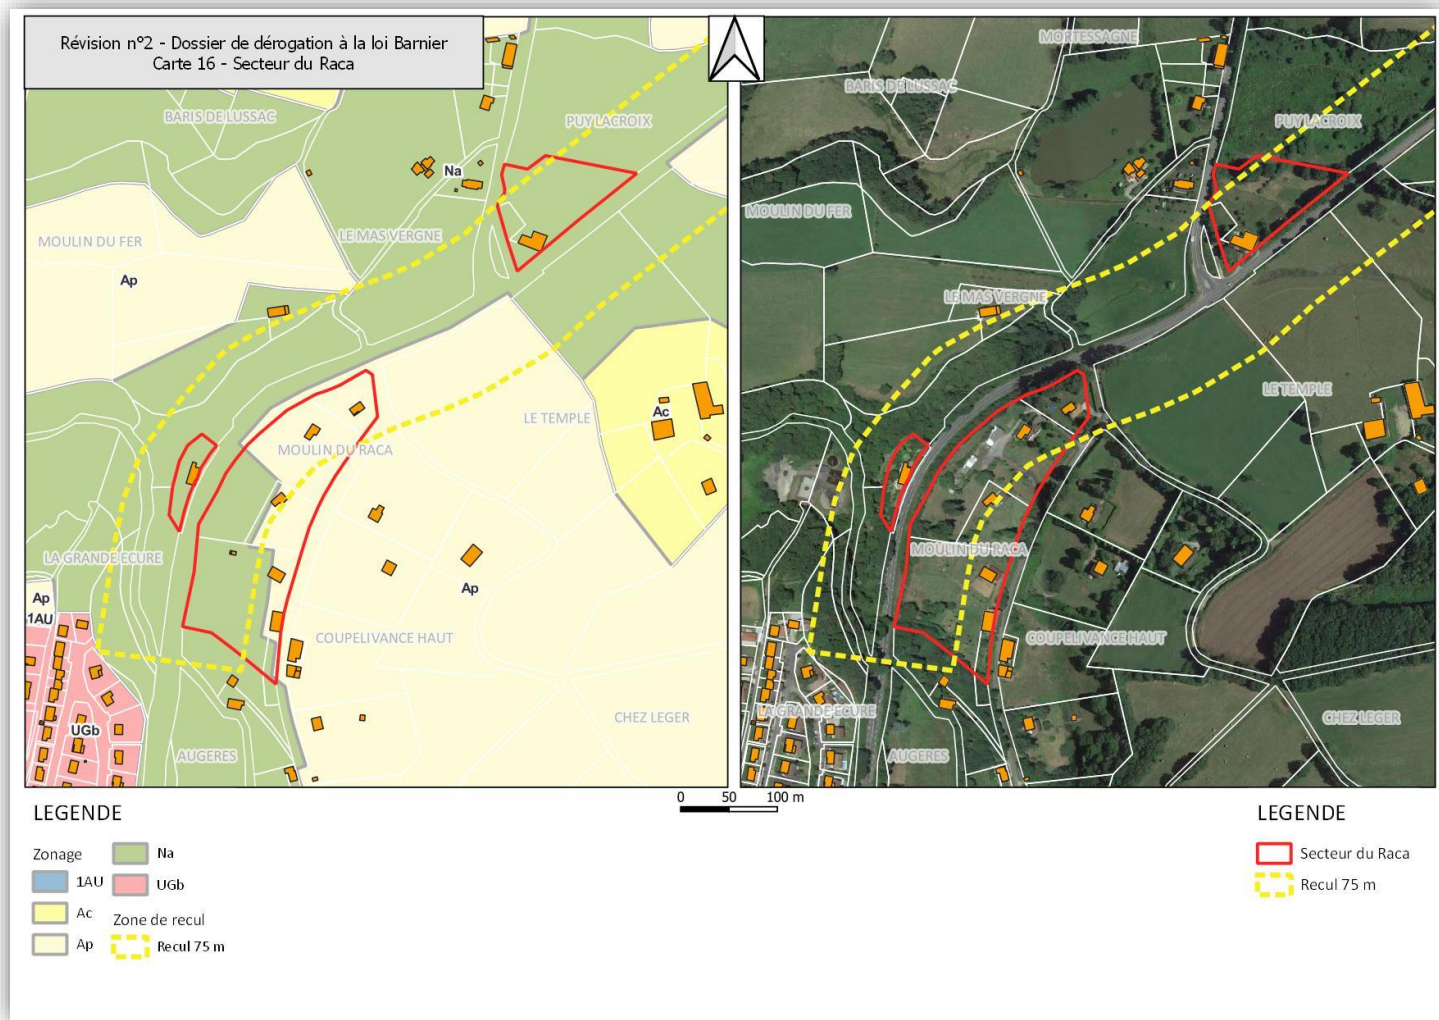 Révision n°2 - Dossier de dérogation à la loi Barnier
Carte 16 - Secteur du Raca
BARIS DE LUSSAC
PUY LACROIX
Na
MOULIN DU FER
LE MAS VERGNE
Ap
LE TEMPLE
Ac
MOULIN DU RACA
LA GRANDE ECURE
Ap
1AU
Ap
COUPELIVANCE HAUT
UGb
CHEZ LEGER
AUGERES
MORTESSAGNE
BARIS DE LUSSAC
PUY LACROIX
MOULIN DU FER
LE MAS VERGNE
LE TEMPLE
MOULIN DU RACA
COUPELIVANCE HAUT
LA GRANDE ECURE
CHEZ LEGER
AUGERES
0 50 100 m
LEGENDE
Zonage
1AU
Ac
Ap
Na
UGb
Zone de recul
Recul 75 m
LEGENDE
Secteur du Raca
Recul 75 m